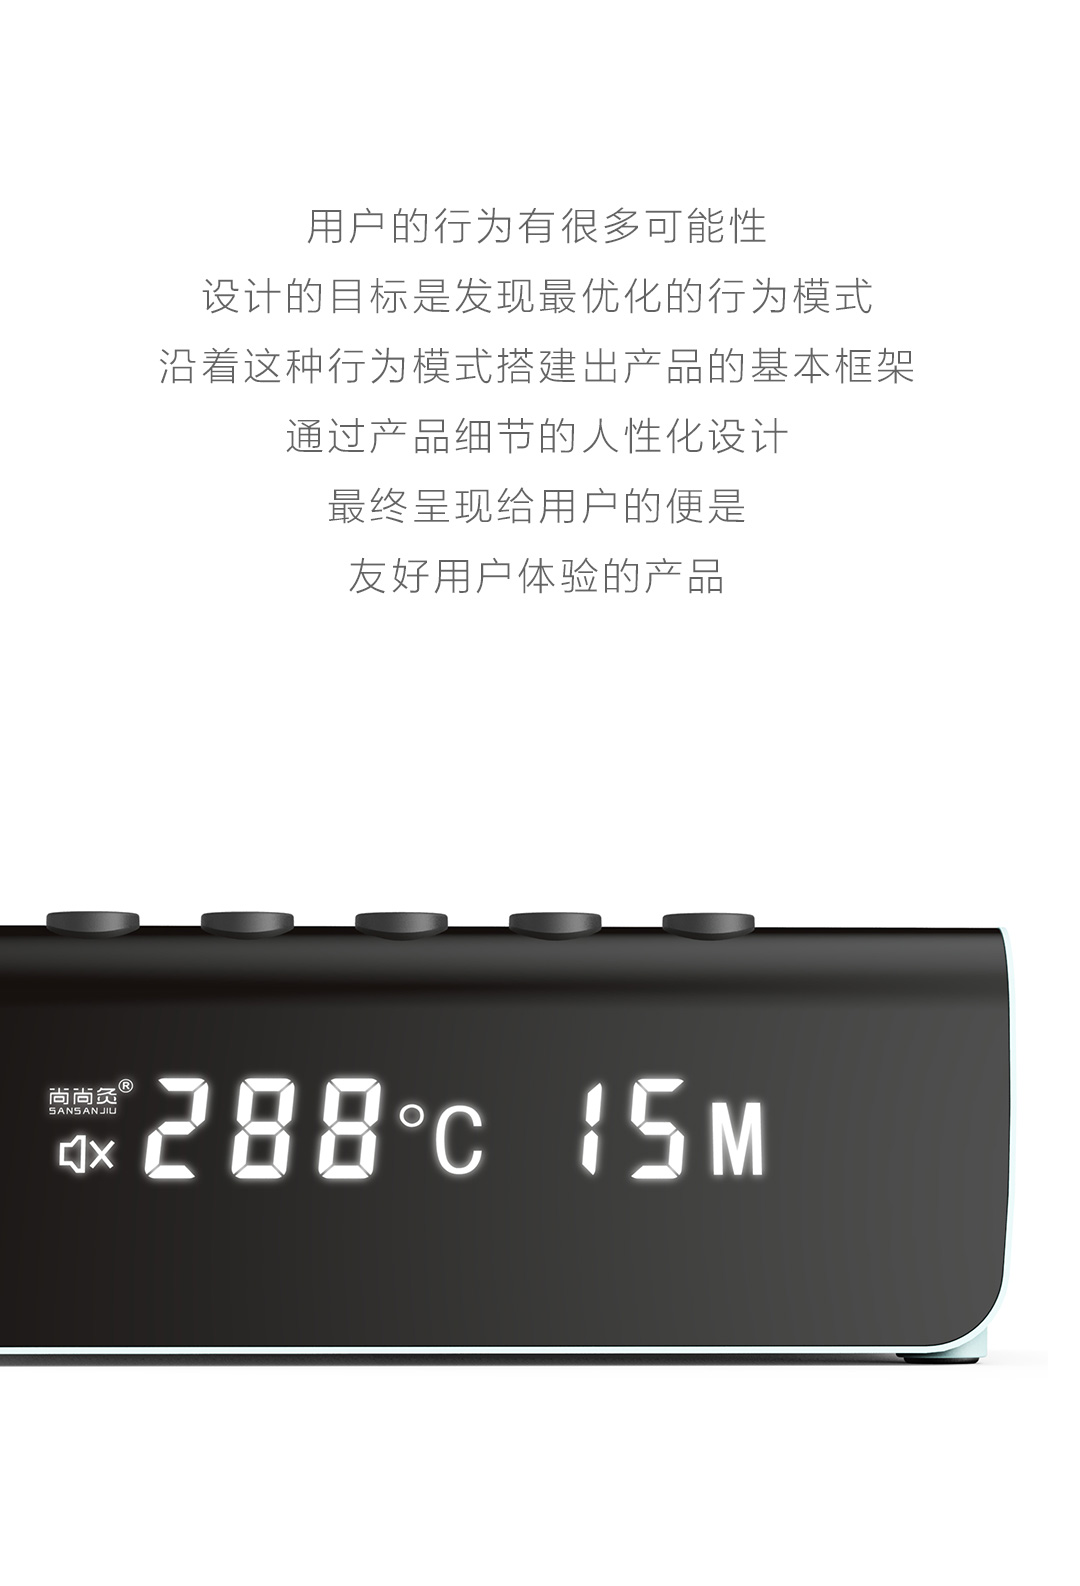 用户的行为有很多可能性
设计的目标是发现最优化的行为模式
沿着这种行为模式搭建出产品的基本框架
通过产品细节的人性化设计
最终呈现给用户的便是
友好用户体验的产品
尚尚灸®
SANSANJIU
288°C 15M